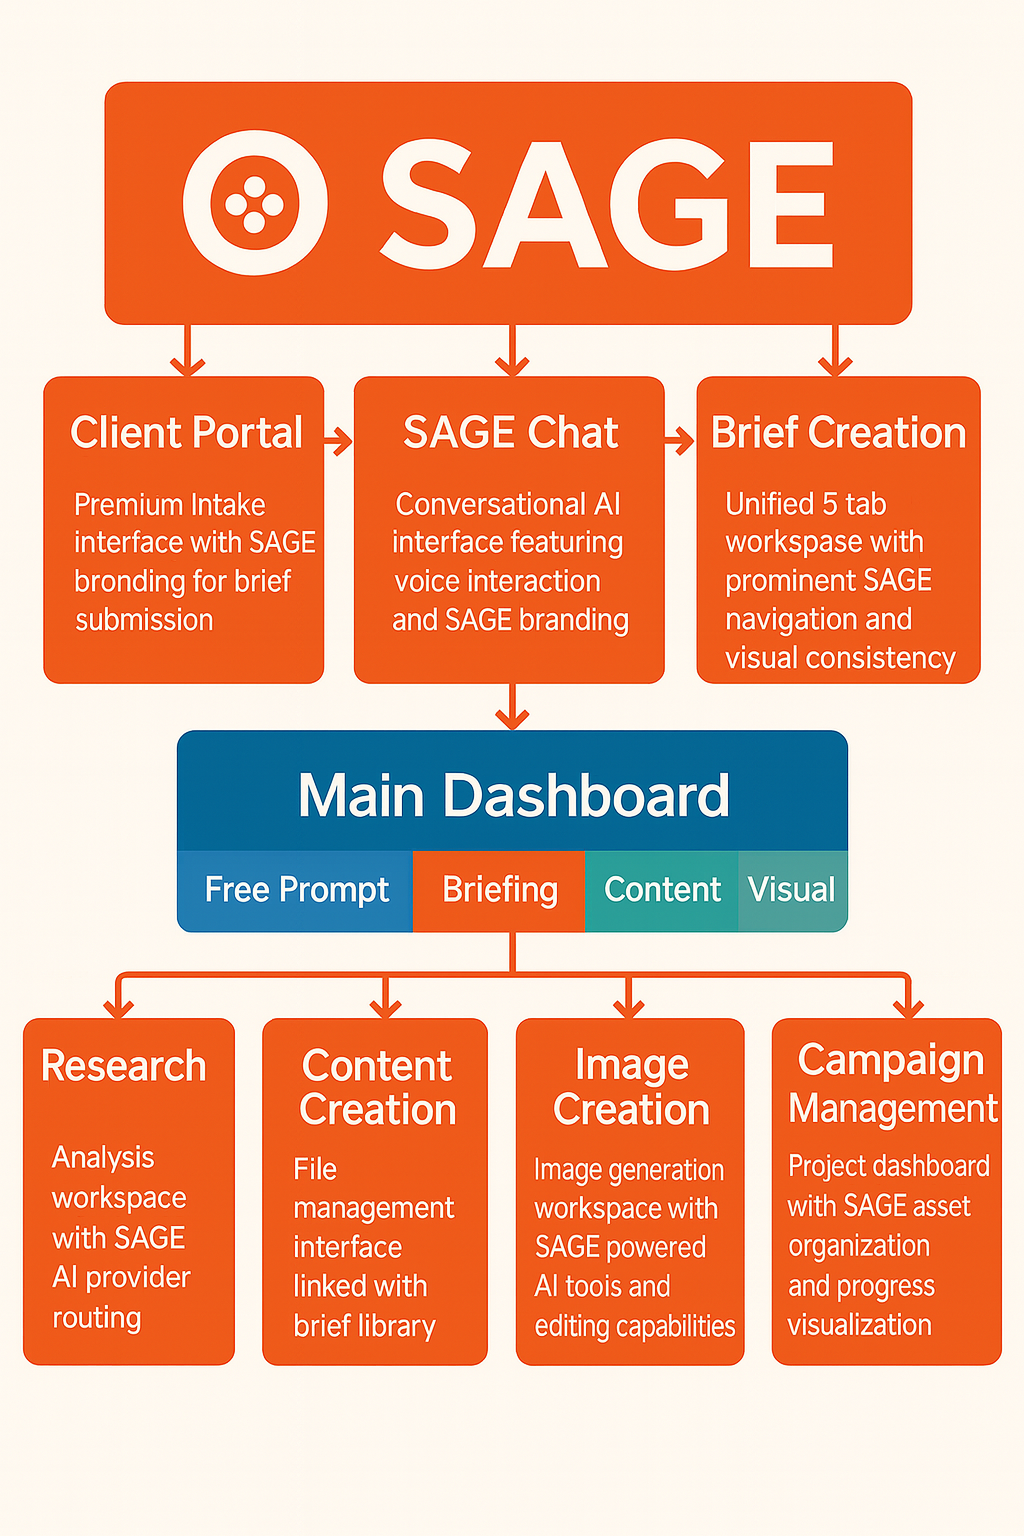 SAGE
Client Portal
Premium Intake
interface with SAGE
bronding for brief
submission
SAGE Chat
Conversational AI
interface featuring
voice interaction
and SAGE branding
Brief Creation
Unified 5 tab
workspase with
prominent SAGE
navigation and
visual consistency
Main Dashboard
Free Prompt
Briefing
Content
Visual
Research
Analysis
workspace
with SAGE
AI provider
routing
Content
Creation
File
management
interface
linked with
brief library
Image
Creation
Image generation
workspace with
SAGE powered
AI toois and
editing capabilities
Campaign
Management
Project dashboard
with SAGE asset
organization
and progress
visualization